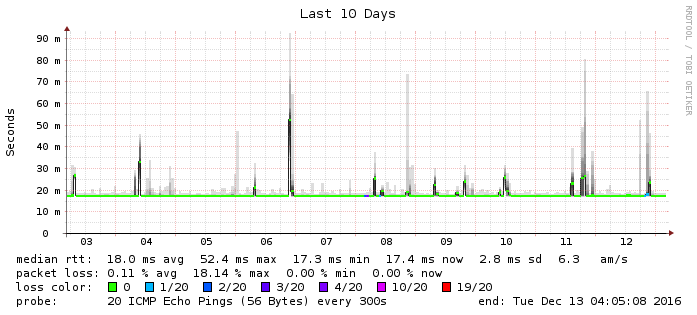 Last 10 Days
RRDTOOL / TOBI OETIKER
Seconds
90 m
80 m
70 m
60 m
50 m
40 m
30 m
20 m
10 m
0
03 04 05 06 07 08 09 10 11 12
median rtt: 18.0 ms avg 52.4 ms max 17.3 ms min 17.4 ms now 2.8 ms sd 6.3 am/s
packet loss: 0.11 % avg 18.14 % max 0.00 % min 0.00 % now
loss color: 0 1/20 2/20 3/20 4/20 10/20 19/20
probe: 20 ICMP Echo Pings (56 Bytes) every 300s end: Tue Dec 13 04:05:08 2016